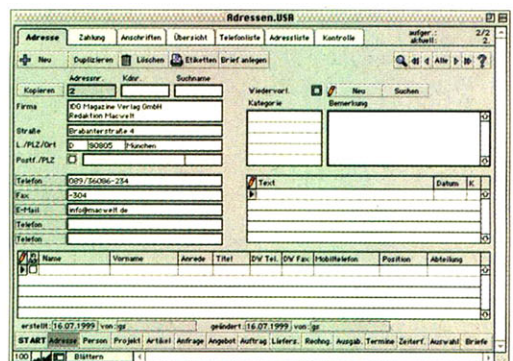 Adressen.USR
Adresse Zahlung Anschriften Übersicht Telefonliste Adressliste Kontrolle aufger.: 2/2
aktuell: 2.
Neu Duplizieren Löschen Etiketten Brief anlegen Alle ?
Adressnr. Kdnr. Suchname
Kopieren 2 Wiedervorl. Neu Suchen
Kategorie Bemerkung
Firma IDG Magazine Verlag GmbH
Redaktion Macwelt
Straße Brabanterstraße 4
L./PLZ/Ort D 80805 München
Postf./PLZ
Telefon 089/36086-234 Text Datum K
Fax -304
E-Mail info@macwelt.de
Telefon
Telefon
Name Vorname Anrede Titel DW Tel. DW Fax. Mobiltelefon Position Abteilung
erstellt: 16.07.1999 von: gs geändert: 16.07.1999 von: gs
START Adresse Person Projekt Artikel Anfrage Angebot Auftrag Liefers. Rechng. Ausgab. Termine Zeiterf. Auswahl Briefe
100 Blättern